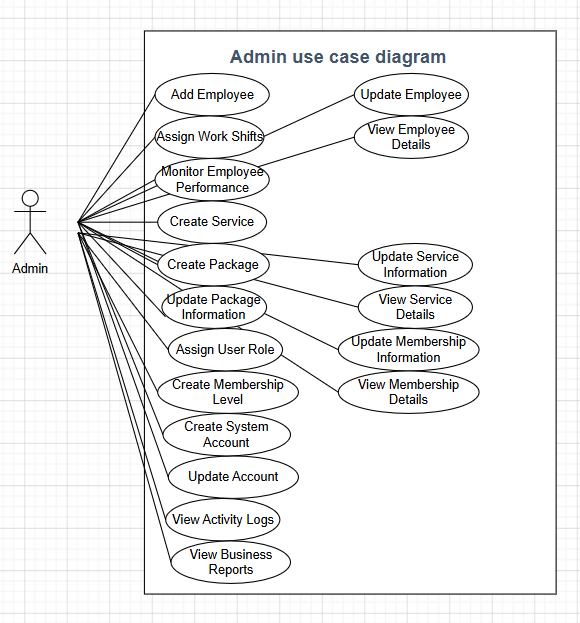 Admin use case diagram
Add Employee
Update Employee
Assign Work Shifts
View Employee
Details
Monitor Employee
Performance
Create Service
Admin
Create Package
Update Service
Information
Update Package
Information
View Service
Details
Assign User Role
Update Membership
Information
Create Membership
Level
View Membership
Details
Create System
Account
Update Account
View Activity Logs
View Business
Reports